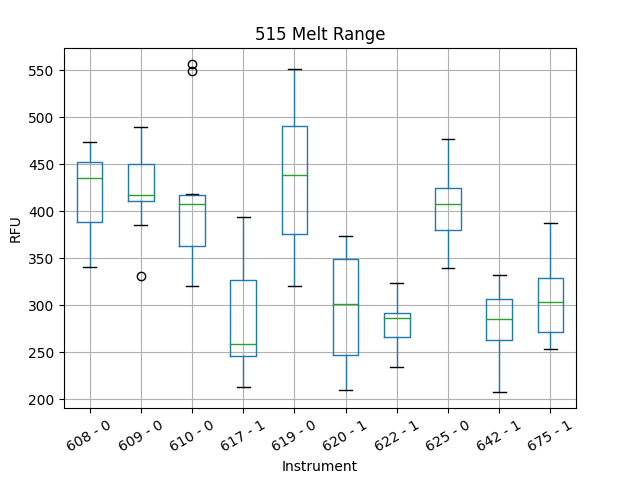 515 Melt Range
550
500
450
400
350
300
250
200
RFU
608 - 0
609 - 0
610 - 0
617 - 1
619 - 0
620 - 1
622 - 1
625 - 0
642 - 1
675 - 1
Instrument